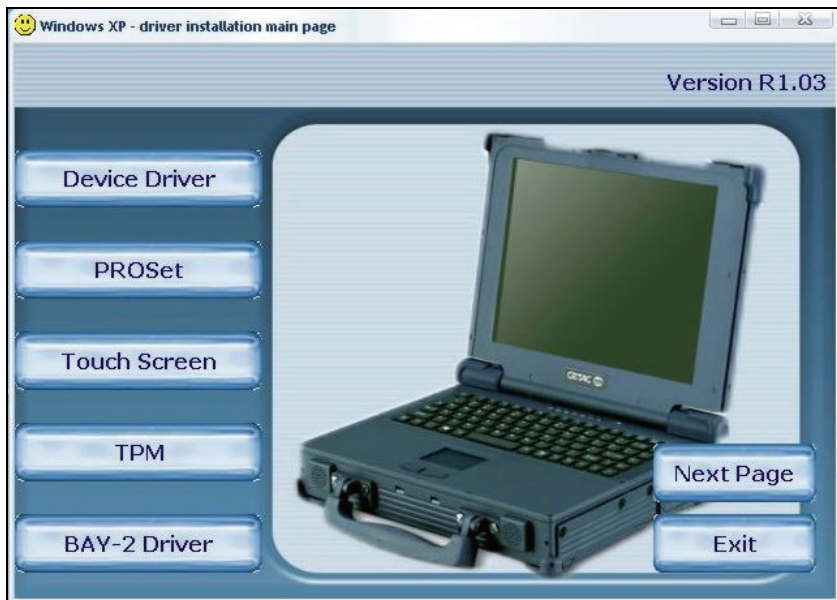 Windows XP - driver installation main page
Version R1.03
Device Driver
PROSet
Touch Screen
TPM
BAY-2 Driver
GETAC
Next Page
Exit